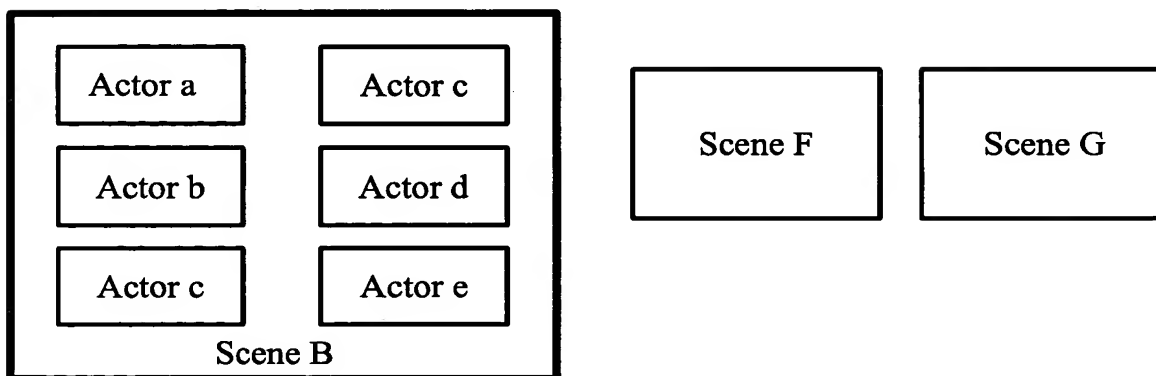 Actor a
Actor c
Actor b
Actor d
Actor c
Actor e
Scene B
Scene F
Scene G